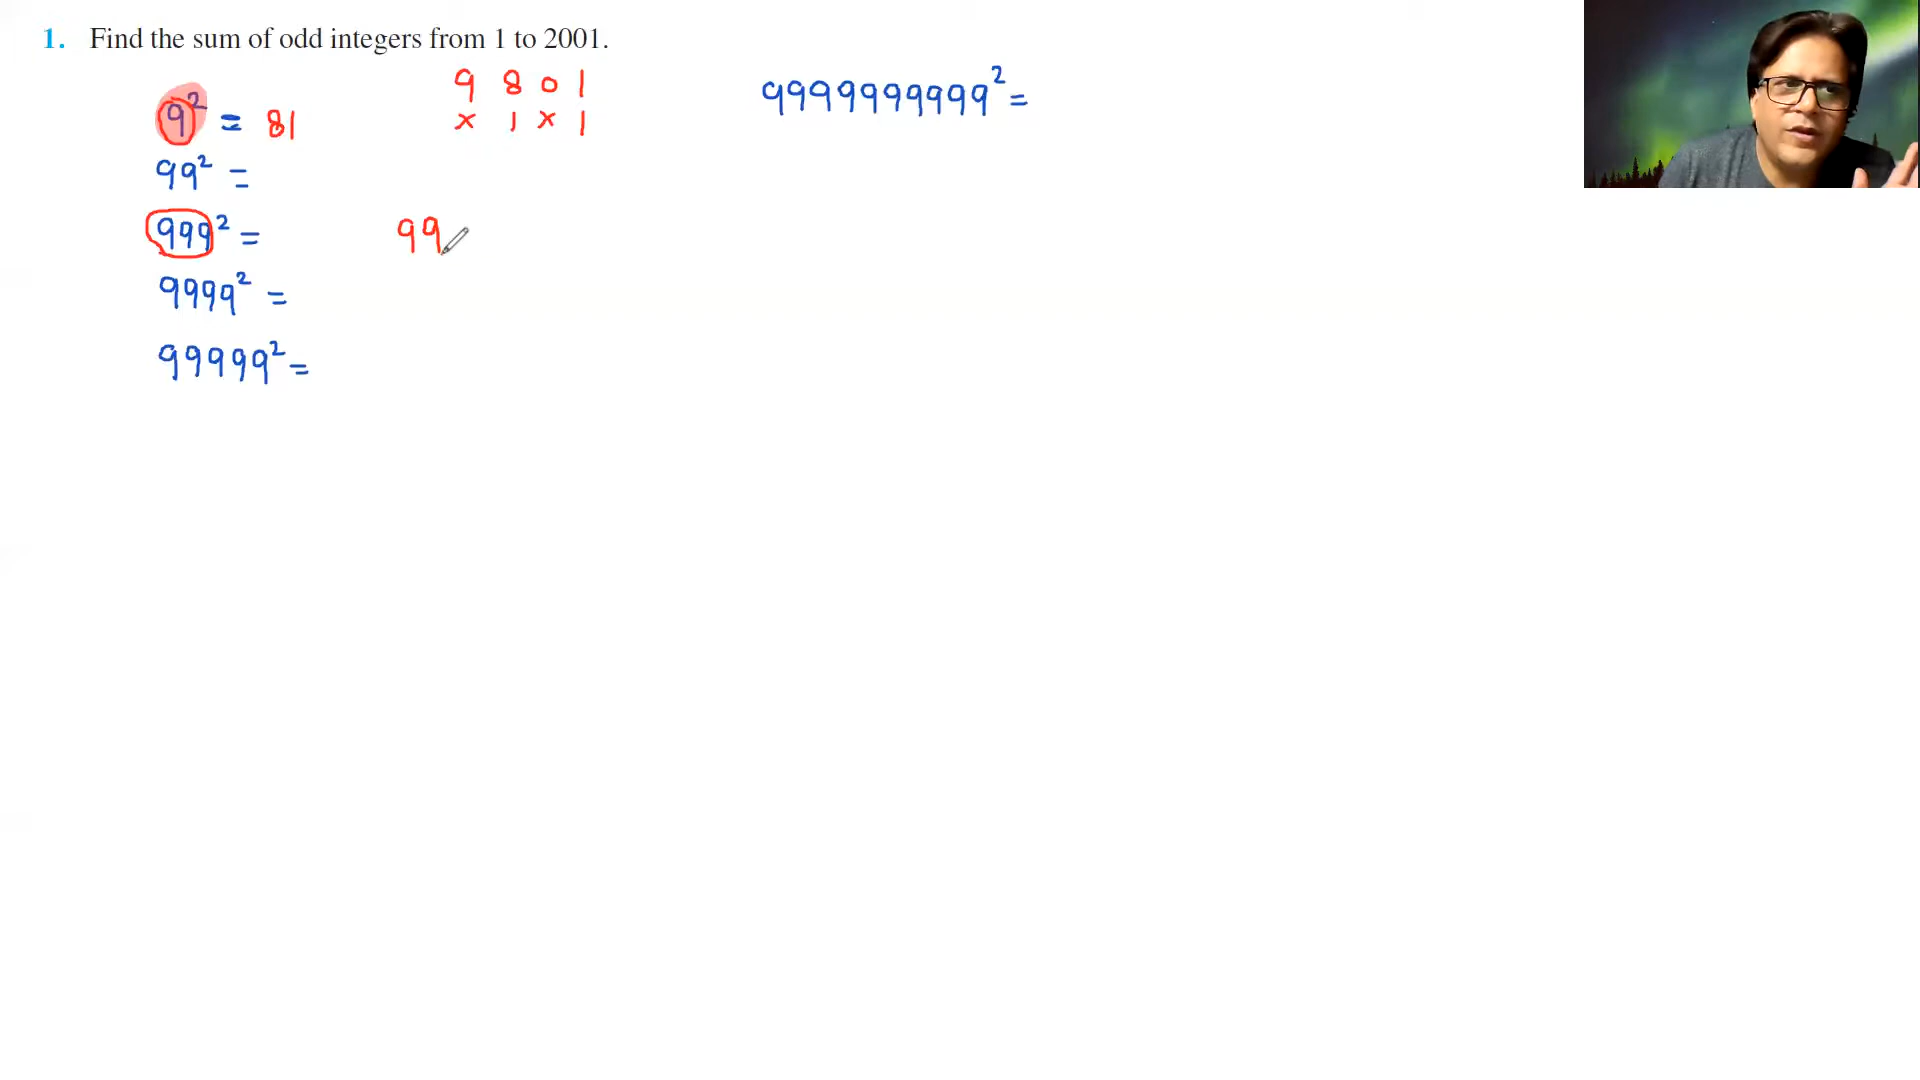 1. Find the sum of odd integers from 1 to 2001.
9² = 81
99² =
999² =
9999² =
99999² =
9 8 0 1
x 1 x 1
99
9999999999² =